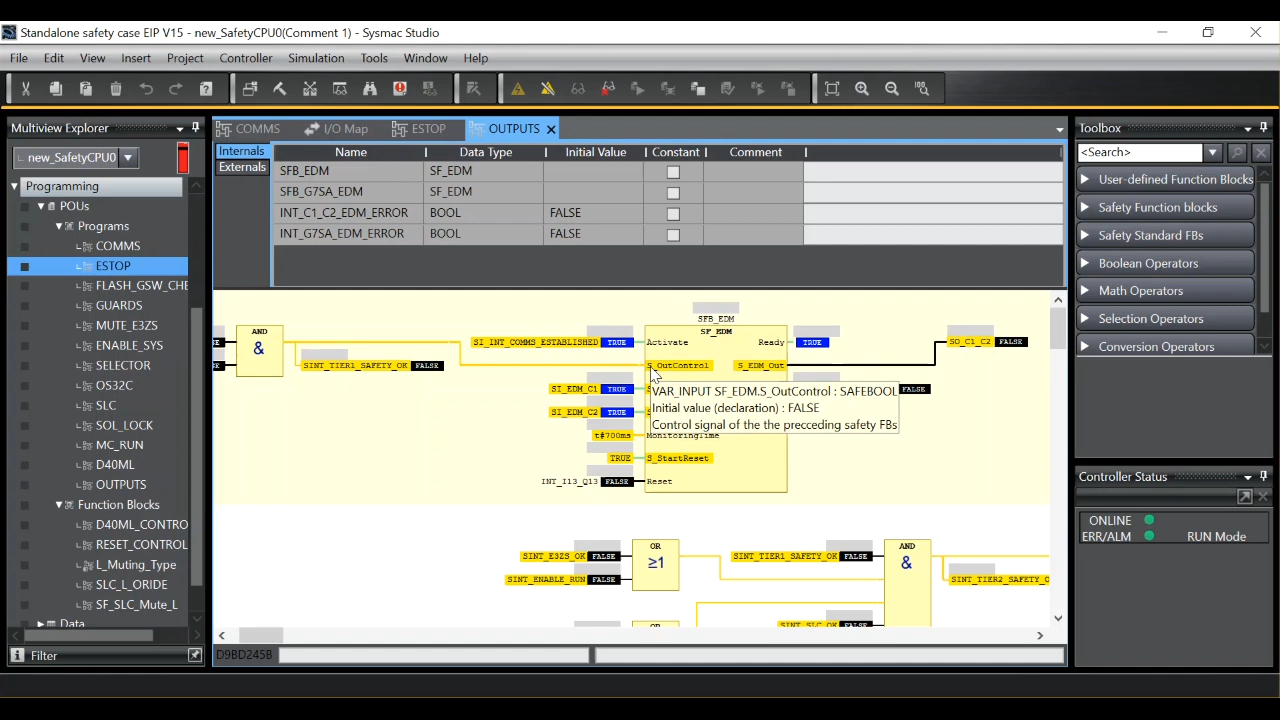 Standalone safety case EIP V15 - new_SafetyCPU0(Comment 1) - Sysmac Studio
File Edit View Insert Project Controller Simulation Tools Window Help
Multiview Explorer
new_SafetyCPU0
Programming
POUs
Programs
COMMS
ESTOP
FLASH_GSW_CHE
GUARDS
MUTE_E3ZS
ENABLE_SYS
SELECTOR
OS32C
SLC
SOL_LOCK
MC_RUN
D40ML
OUTPUTS
Function Blocks
D40ML_CONTRO
RESET_CONTROL
L_Muting_Type
SLC_L_ORIDE
SF_SLC_Mute_L
Data
Filter
COMMS I/O Map ESTOP OUTPUTS
Internals
Externals
Name Data Type Initial Value Constant Comment
SFB_EDM SF_EDM
SFB_G7SA_EDM SF_EDM
INT_C1_C2_EDM_ERROR BOOL FALSE
INT_G7SA_EDM_ERROR BOOL FALSE
SFB_EDM
AND
&
SF_EDM
SI_INT_COMMS_ESTABLISHED TRUE Activate Ready TRUE SO_C1_C2 FALSE
SINT_TIER1_SAFETY_OK FALSE S_OutControl S_EDM_Out
SI_EDM_C1 TRUE FALSE
SI_EDM_C2 TRUE
VAR_INPUT SF_EDM.S_OutControl : SAFEBOOL
Initial value (declaration) : FALSE
Control signal of the the precceding safety FBs
t#700ms MonitoringTime
TRUE S_StartReset
INT_I13_Q13 FALSE Reset
OR
≥1
AND
&
SINT_E3ZS_OK FALSE SINT_TIER1_SAFETY_OK FALSE
SINT_ENABLE_RUN FALSE SINT_TIER2_SAFETY_O
OR
SINT_SLC_OK FALSE
D9BD245B
Toolbox
<Search>
User-defined Function Blocks
Safety Function blocks
Safety Standard FBs
Boolean Operators
Math Operators
Selection Operators
Conversion Operators
Controller Status
ONLINE
ERR/ALM RUN Mode